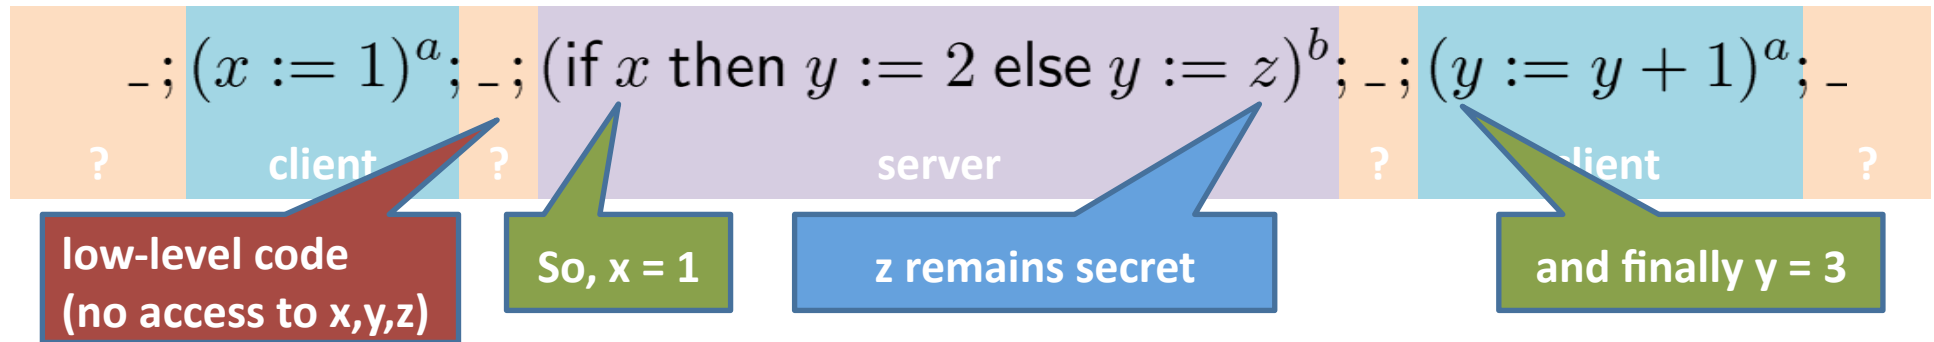 _ ; (x := 1)^a; _ ; (if x then y := 2 else y := z)^b; _ ; (y := y + 1)^a; _
? client ? server ? client ?
low-level code
(no access to x,y,z)
So, x = 1
z remains secret
and finally y = 3